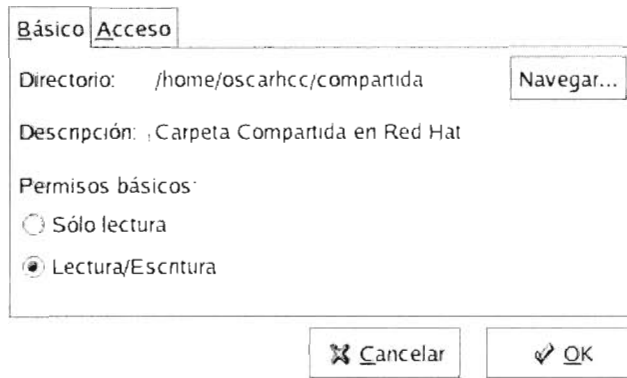 Básico Acceso
Directorio: /home/oscarhcc/compartida Navegar...
Descripción: Carpeta Compartida en Red Hat
Permisos básicos:
Sólo lectura
Lectura/Escritura
Cancelar OK